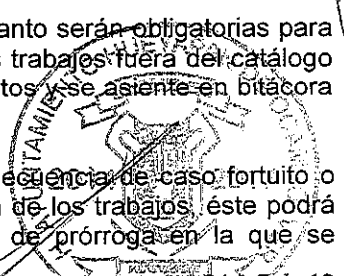 anto serán obligatorias para
s trabajos fuera del catálogo
tos y se asiente en bitácora
ecuencia de caso fortuito o
de los trabajos, éste podrá
de prórroga en la que se